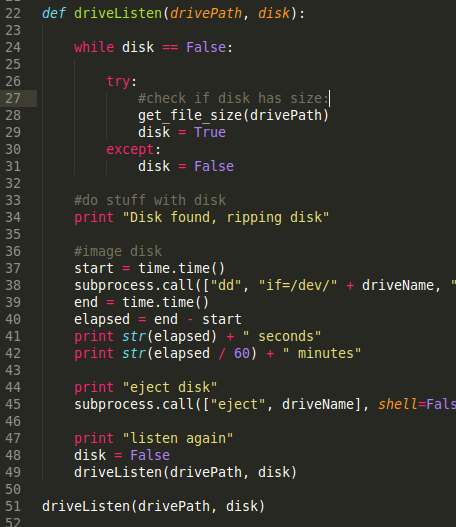 22 def driveListen(drivePath, disk):
23
24 while disk == False:
25
26 try:
27 #check if disk has size:
28 get_file_size(drivePath)
29 disk = True
30 except:
31 disk = False
32
33 #do stuff with disk
34 print "Disk found, ripping disk"
35
36 #image disk
37 start = time.time()
38 subprocess.call(["dd", "if=/dev/" + driveName, "
39 end = time.time()
40 elapsed = end - start
41 print str(elapsed) + " seconds"
42 print str(elapsed / 60) + " minutes"
43
44 print "eject disk"
45 subprocess.call(["eject", driveName], shell=Fals
46
47 print "listen again"
48 disk = False
49 driveListen(drivePath, disk)
50
51 driveListen(drivePath, disk)
52